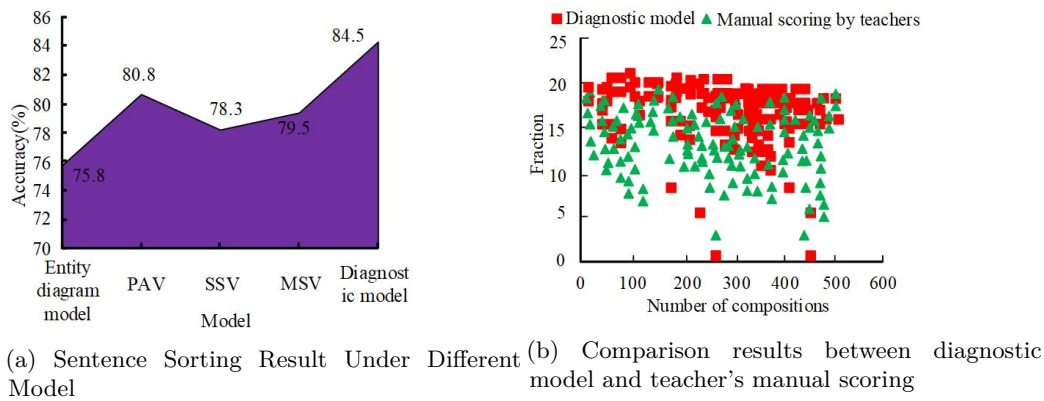 86
84
82
80
78
76
74
72
70
Accuracy(%)
75.8
80.8
78.3
79.5
84.5
Entity
diagram
model
PAV
SSV
MSV
Diagnost
ic model
Model
(a) Sentence Sorting Result Under Different
Model
Diagnostic model
Manual scoring by teachers
25
20
15
10
5
0
Fraction
0
100
200
300
400
500
600
Number of compositions
(b) Comparison results between diagnostic
model and teacher's manual scoring